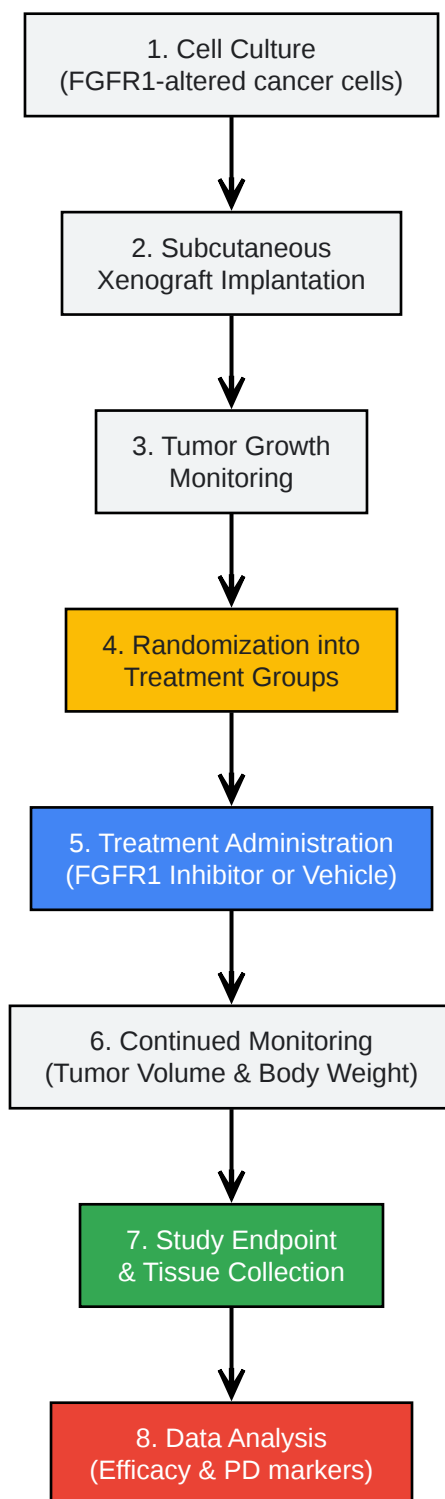 1. Cell Culture
(FGFR1-altered cancer cells)
2. Subcutaneous
Xenograft Implantation
3. Tumor Growth
Monitoring
4. Randomization into
Treatment Groups
5. Treatment Administration
(FGFR1 Inhibitor or Vehicle)
6. Continued Monitoring
(Tumor Volume & Body Weight)
7. Study Endpoint
& Tissue Collection
8. Data Analysis
(Efficacy & PD markers)